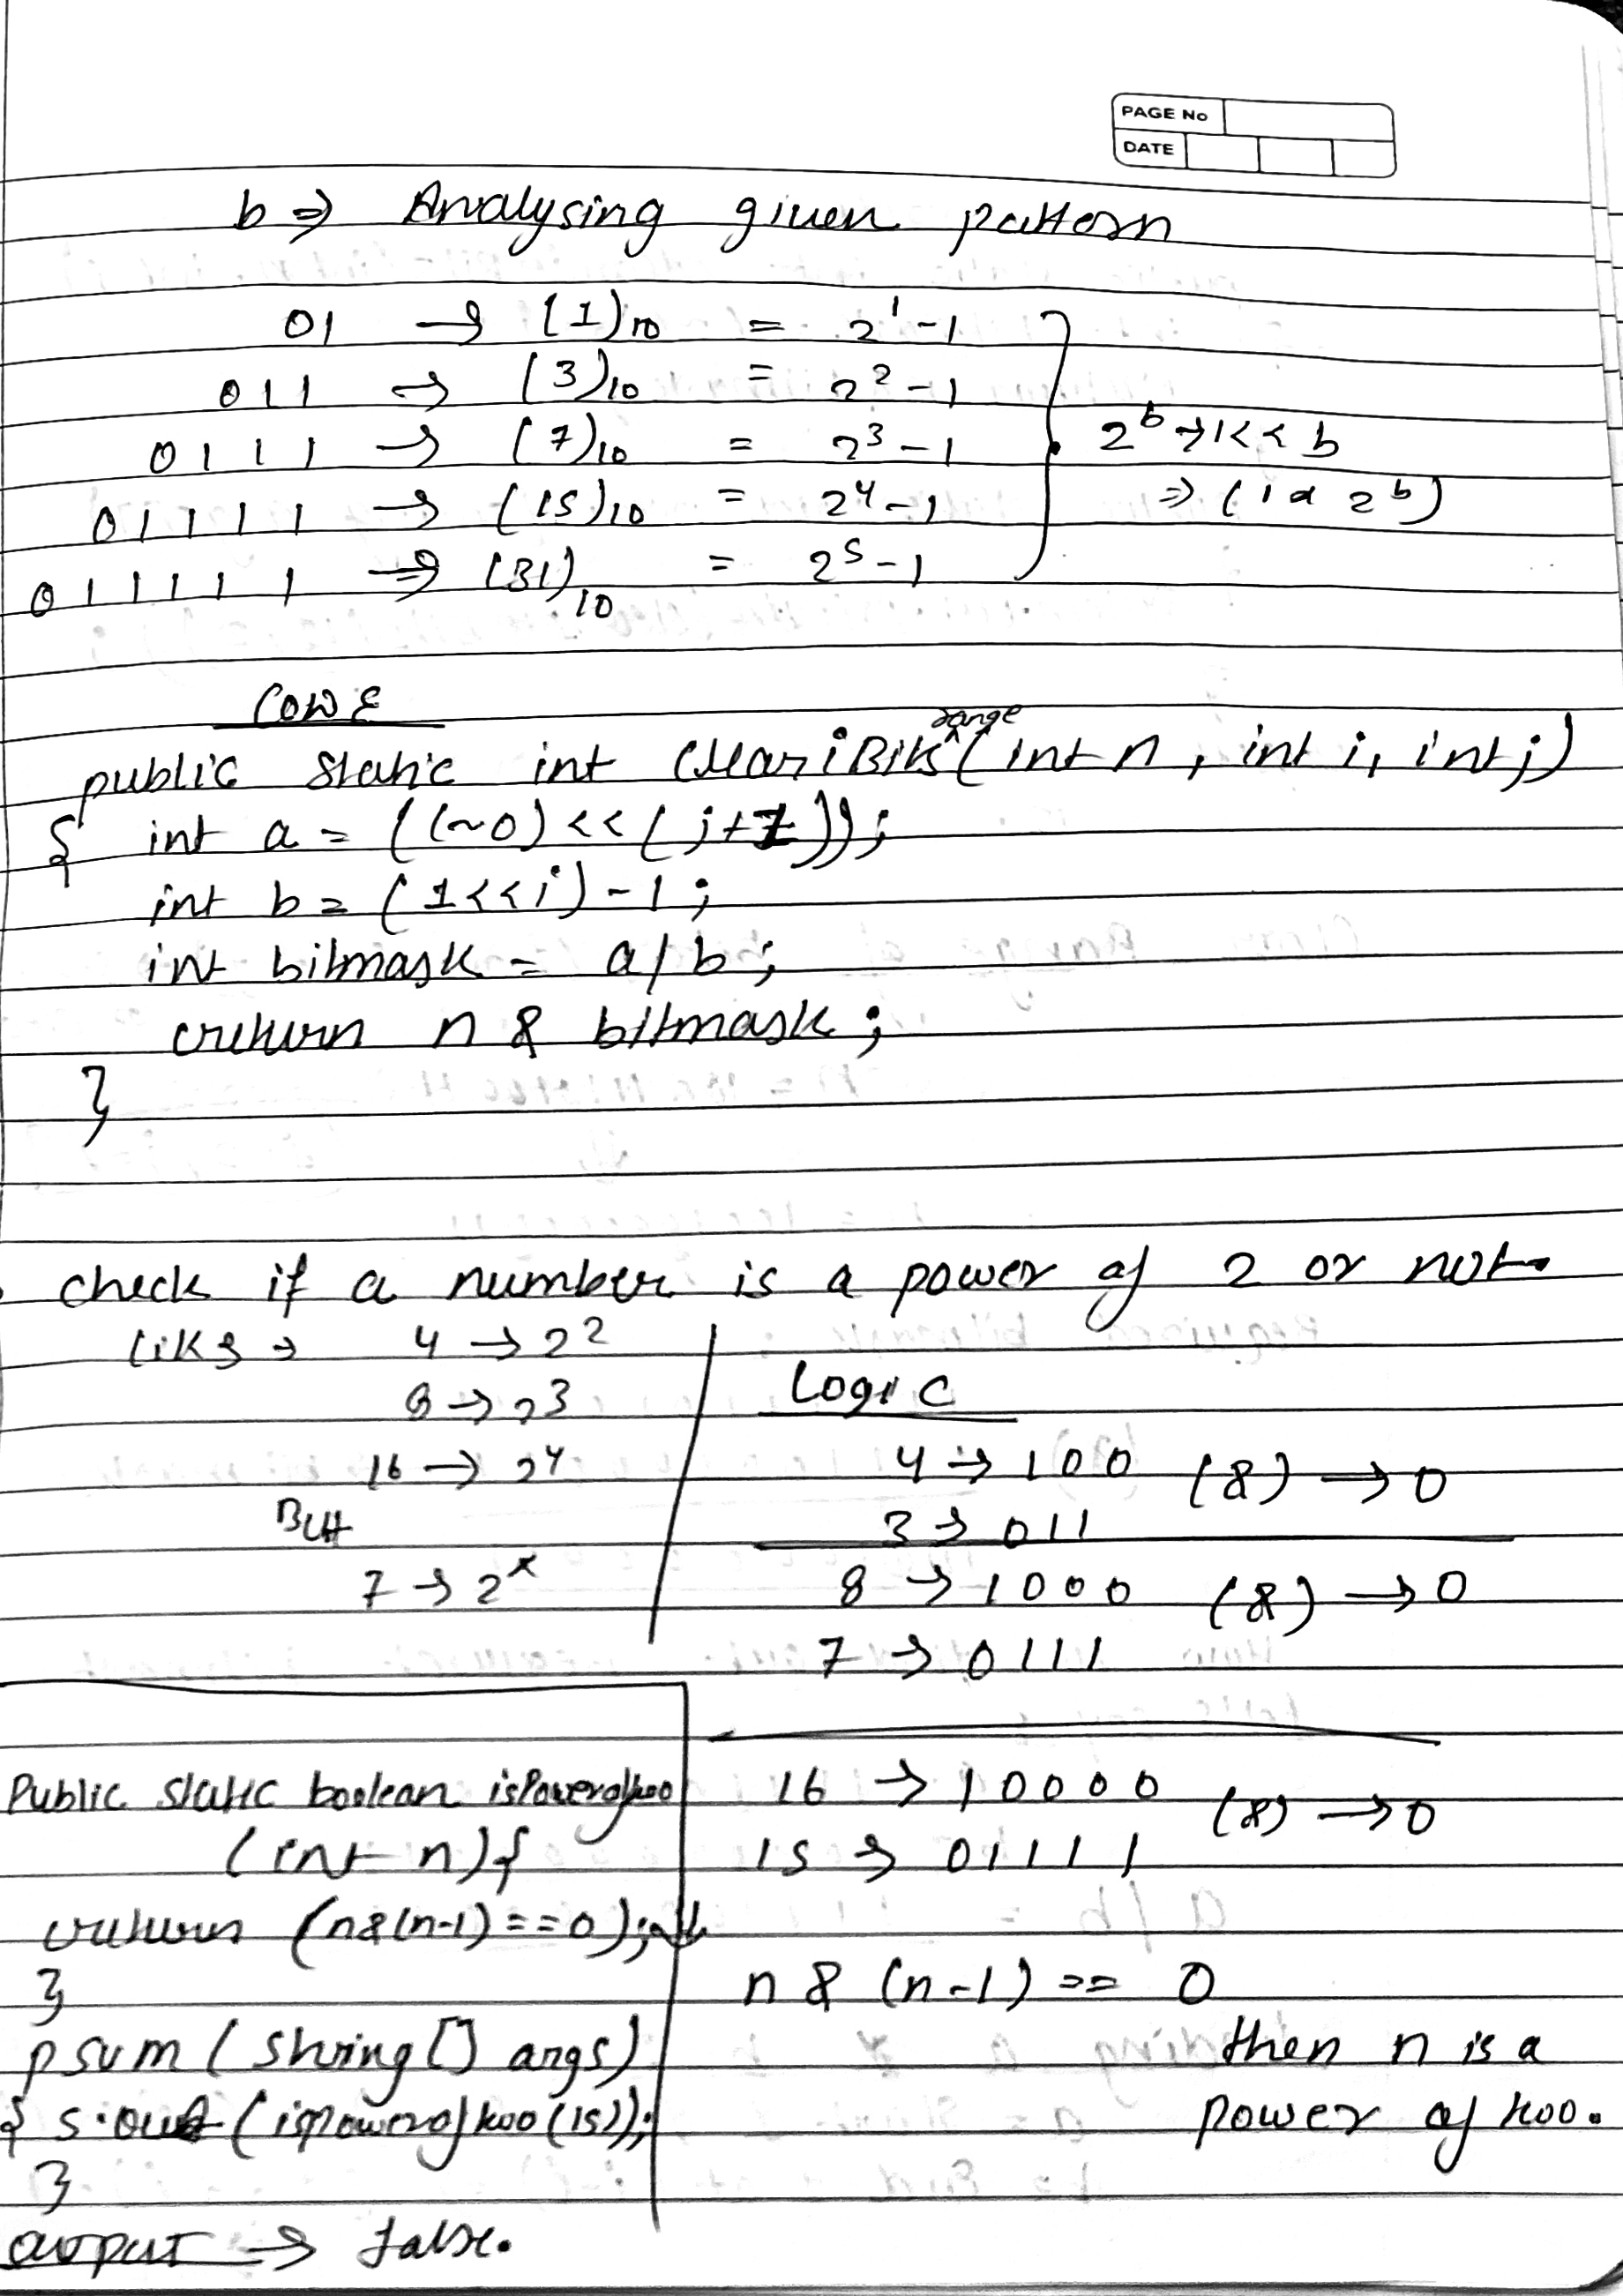 PAGE No
DATE
b ⇒ Analysing given pattern
01 → (1)10 = 2^1 - 1
011 → (3)10 = 2^2 - 1
0111 → (7)10 = 2^3 - 1
2^b → 1<<b
01111 → (15)10 = 2^4 - 1
⇒ (1 a 2^b)
011111 → (31)10 = 2^5 - 1
CODE
public static int CleariBits range (int n, int i, int j)
{ int a = ((~0) << (j+1));
int b = (1<<i) - 1;
int bitmask = a | b;
return n & bitmask;
}
check if a number is a power of 2 or not.
like → 4 → 2^2
8 → 2^3
16 → 2^4
But
7 → 2^x
Logic
4 → 100 (&) → 0
3 → 011
8 → 1000 (&) → 0
7 → 0111
16 → 10000 (&) → 0
15 → 01111
n & (n-1) == 0
then n is a
power of two.
Public static boolean isPoweroftwo
(int n){
return (n&(n-1)==0);
}
psvm (String [] args)
{ s.out (ispoweroftwo(15));
}
output → false.